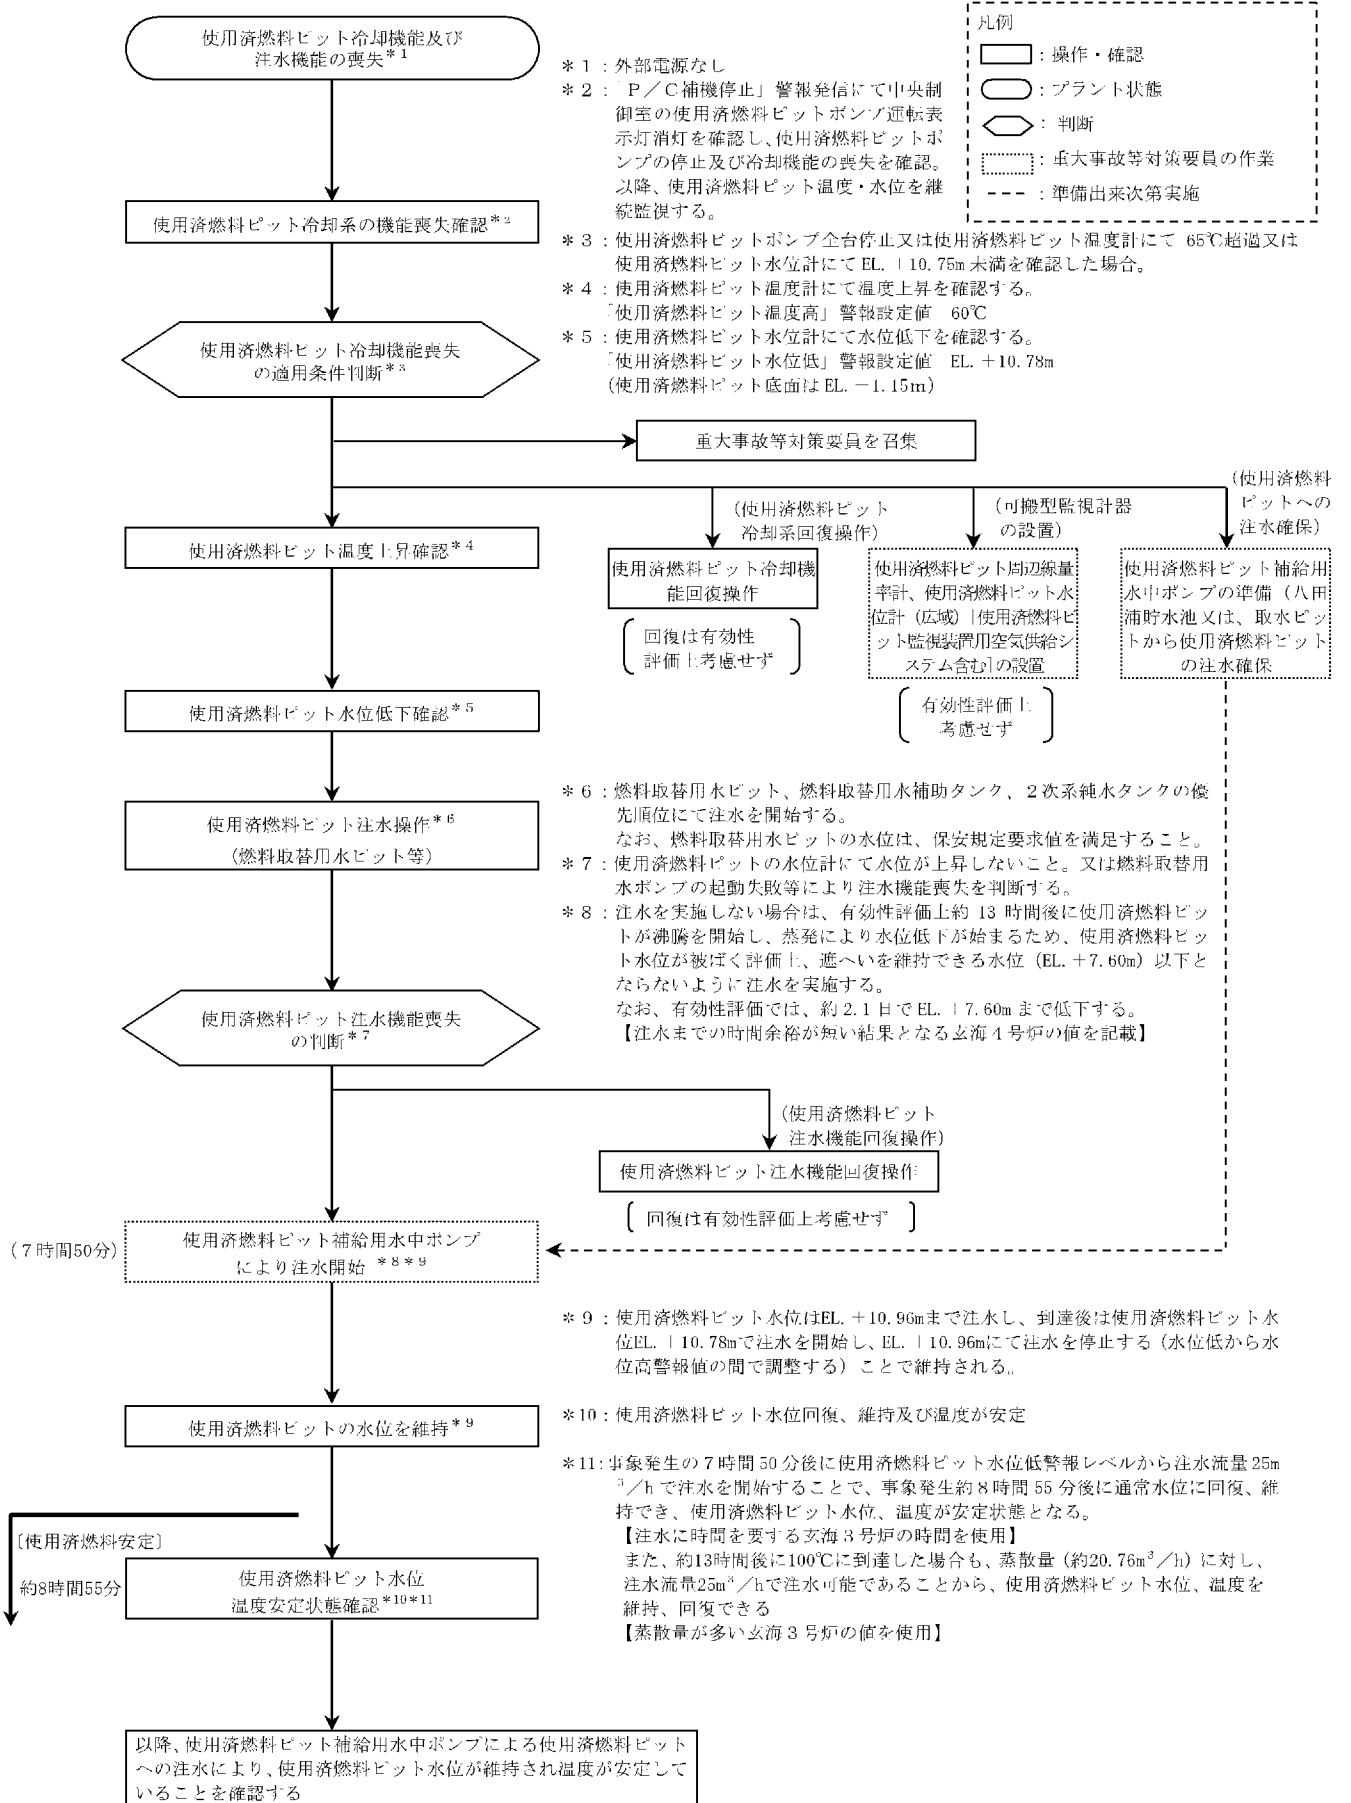 使用済燃料ピット冷却機能及び
注水機能の喪失＊１
＊１：外部電源なし
＊２：「Ｐ／Ｃ補機停止」警報発信にて中央制
御室の使用済燃料ピットポンプ運転表
示灯消灯を確認し、使用済燃料ピットポ
ンプの停止及び冷却機能の喪失を確認。
以降、使用済燃料ピット温度・水位を継
続監視する。
凡例
：操作・確認
：プラント状態
：判断
：重大事故等対策要員の作業
：準備出来次第実施
使用済燃料ピット冷却系の機能喪失確認＊２
＊３：使用済燃料ピットポンプ全台停止又は使用済燃料ピット温度計にて 65℃超過又は
使用済燃料ピット水位計にてEL.＋10.75m未満を確認した場合。
＊４：使用済燃料ピット温度計にて温度上昇を確認する。
「使用済燃料ピット温度高」警報設定値　60℃
＊５：使用済燃料ピット水位計にて水位低下を確認する。
「使用済燃料ピット水位低」警報設定値　EL.＋10.78m
（使用済燃料ピット底面はEL.－1.15m）
使用済燃料ピット冷却機能喪失
の適用条件判断＊３
重大事故等対策要員を召集
（使用済燃料ピット
冷却系回復操作）
（可搬型監視計器
の設置）
（使用済燃料
ピットへの
注水確保）
使用済燃料ピット温度上昇確認＊４
使用済燃料ピット冷却機
能回復操作
回復は有効性
評価上考慮せず
使用済燃料ピット周辺線量
率計、使用済燃料ピット水
位計（広域）［使用済燃料ピ
ット監視装置用空気供給シ
ステム含む］の設置
有効性評価上
考慮せず
使用済燃料ピット補給用
水中ポンプの準備（八田
浦貯水池又は、取水ピッ
トから使用済燃料ピット
の注水確保
使用済燃料ピット水位低下確認＊５
使用済燃料ピット注水操作＊６
（燃料取替用水ピット等）
＊６：燃料取替用水ピット、燃料取替用水補助タンク、２次系純水タンクの優
先順位にて注水を開始する。
なお、燃料取替用水ピットの水位は、保安規定要求値を満足すること。
＊７：使用済燃料ピットの水位計にて水位が上昇しないこと。又は燃料取替用
水ポンプの起動失敗等により注水機能喪失を判断する。
＊８：注水を実施しない場合は、有効性評価上約 13 時間後に使用済燃料ピッ
トが沸騰を開始し、蒸発により水位低下が始まるため、使用済燃料ピッ
ト水位が被ばく評価上、遮へいを維持できる水位（EL.＋7.60m）以下と
ならないように注水を実施する。
なお、有効性評価では、約2.1日でEL.＋7.60mまで低下する。
【注水までの時間余裕が短い結果となる玄海４号炉の値を記載】
使用済燃料ピット注水機能喪失
の判断＊７
（使用済燃料ピット
注水機能回復操作）
使用済燃料ピット注水機能回復操作
回復は有効性評価上考慮せず
（７時間50分）
使用済燃料ピット補給用水中ポンプ
により注水開始 ＊８＊９
＊９：使用済燃料ピット水位はEL.＋10.96mまで注水し、到達後は使用済燃料ピット水
位EL.＋10.78mで注水を開始し、EL.＋10.96mにて注水を停止する（水位低から水
位高警報値の間で調整する）ことで維持される。
使用済燃料ピットの水位を維持＊９
＊10：使用済燃料ピット水位回復、維持及び温度が安定
＊11：事象発生の７時間50分後に使用済燃料ピット水位低警報レベルから注水流量25m
³／hで注水を開始することで、事象発生約８時間55分後に通常水位に回復、維
持でき、使用済燃料ピット水位、温度が安定状態となる。
【注水に時間を要する玄海３号炉の時間を使用】
また、約13時間後に100℃に到達した場合も、蒸散量（約20.76m³／h）に対し、
注水流量25m³／hで注水可能であることから、使用済燃料ピット水位、温度を
維持、回復できる
【蒸散量が多い玄海３号炉の値を使用】
〔使用済燃料安定〕
約8時間55分
使用済燃料ピット水位
温度安定状態確認＊10＊11
以降、使用済燃料ピット補給用水中ポンプによる使用済燃料ピット
への注水により、使用済燃料ピット水位が維持され温度が安定して
いることを確認する